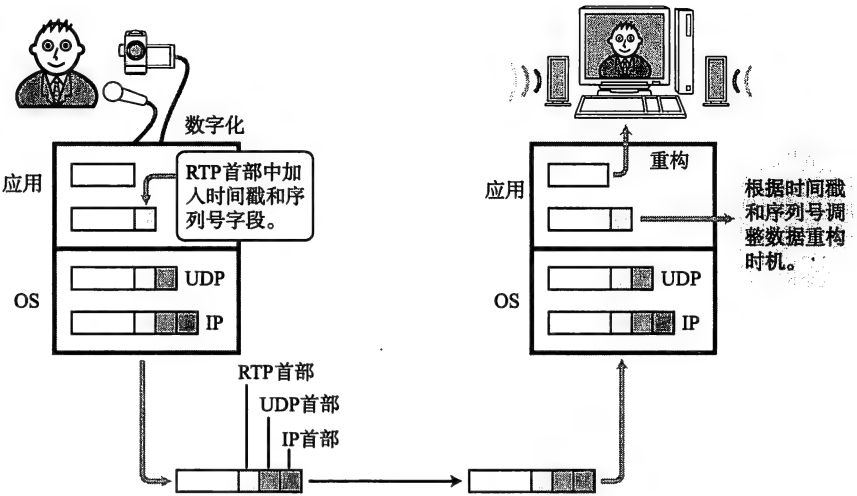 数字化
应用
RTP首部中加
入时间戳和序
列号字段。
OS
UDP
IP
RTP首部
UDP首部
IP首部
重构
应用
根据时间戳
和序列号调
整数据重构
时机。
OS
UDP
IP